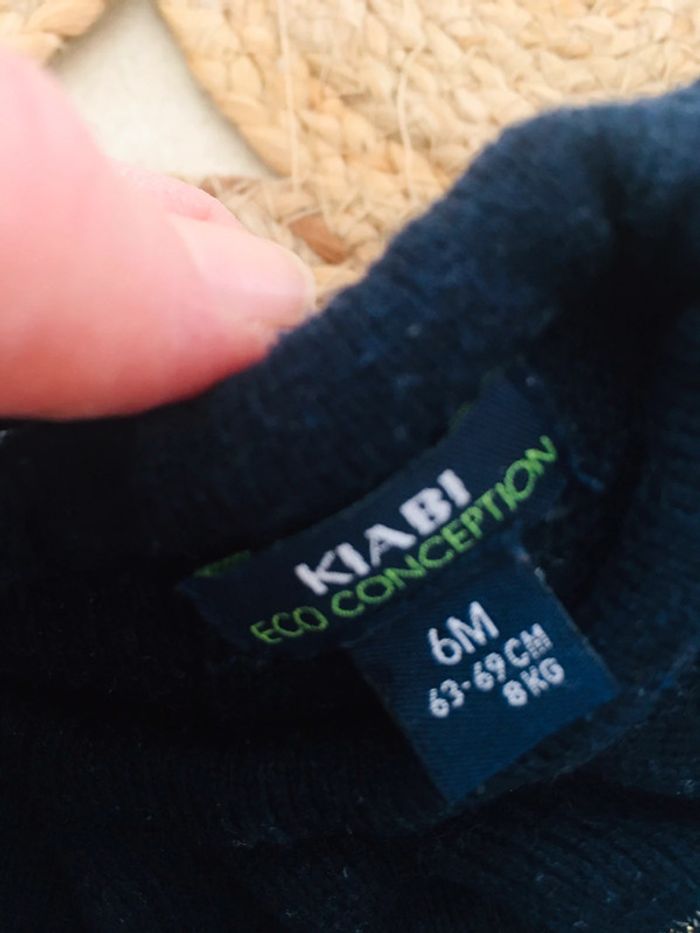 KIABI
ECO CONCEPTION
6M
63-69 CM
8 KG